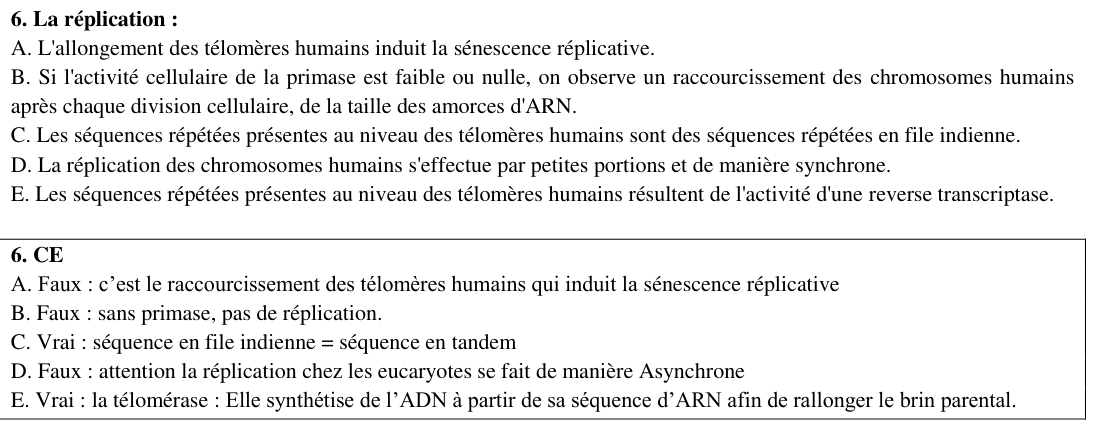 6. La réplication :
A. L'allongement des télomères humains induit la sénescence réplicative.
B. Si l'activité cellulaire de la primase est faible ou nulle, on observe un raccourcissement des chromosomes humains
après chaque division cellulaire, de la taille des amorces d'ARN.
C. Les séquences répétées présentes au niveau des télomères humains sont des séquences répétées en file indienne.
D. La réplication des chromosomes humains s'effectue par petites portions et de manière synchrone.
E. Les séquences répétées présentes au niveau des télomères humains résultent de l'activité d'une reverse transcriptase.
6. CE
A. Faux : c’est le raccourcissement des télomères humains qui induit la sénescence réplicative
B. Faux : sans primase, pas de réplication.
C. Vrai : séquence en file indienne = séquence en tandem
D. Faux : attention la réplication chez les eucaryotes se fait de manière Asynchrone
E. Vrai : la télomérase : Elle synthétise de l’ADN à partir de sa séquence d’ARN afin de rallonger le brin parental.